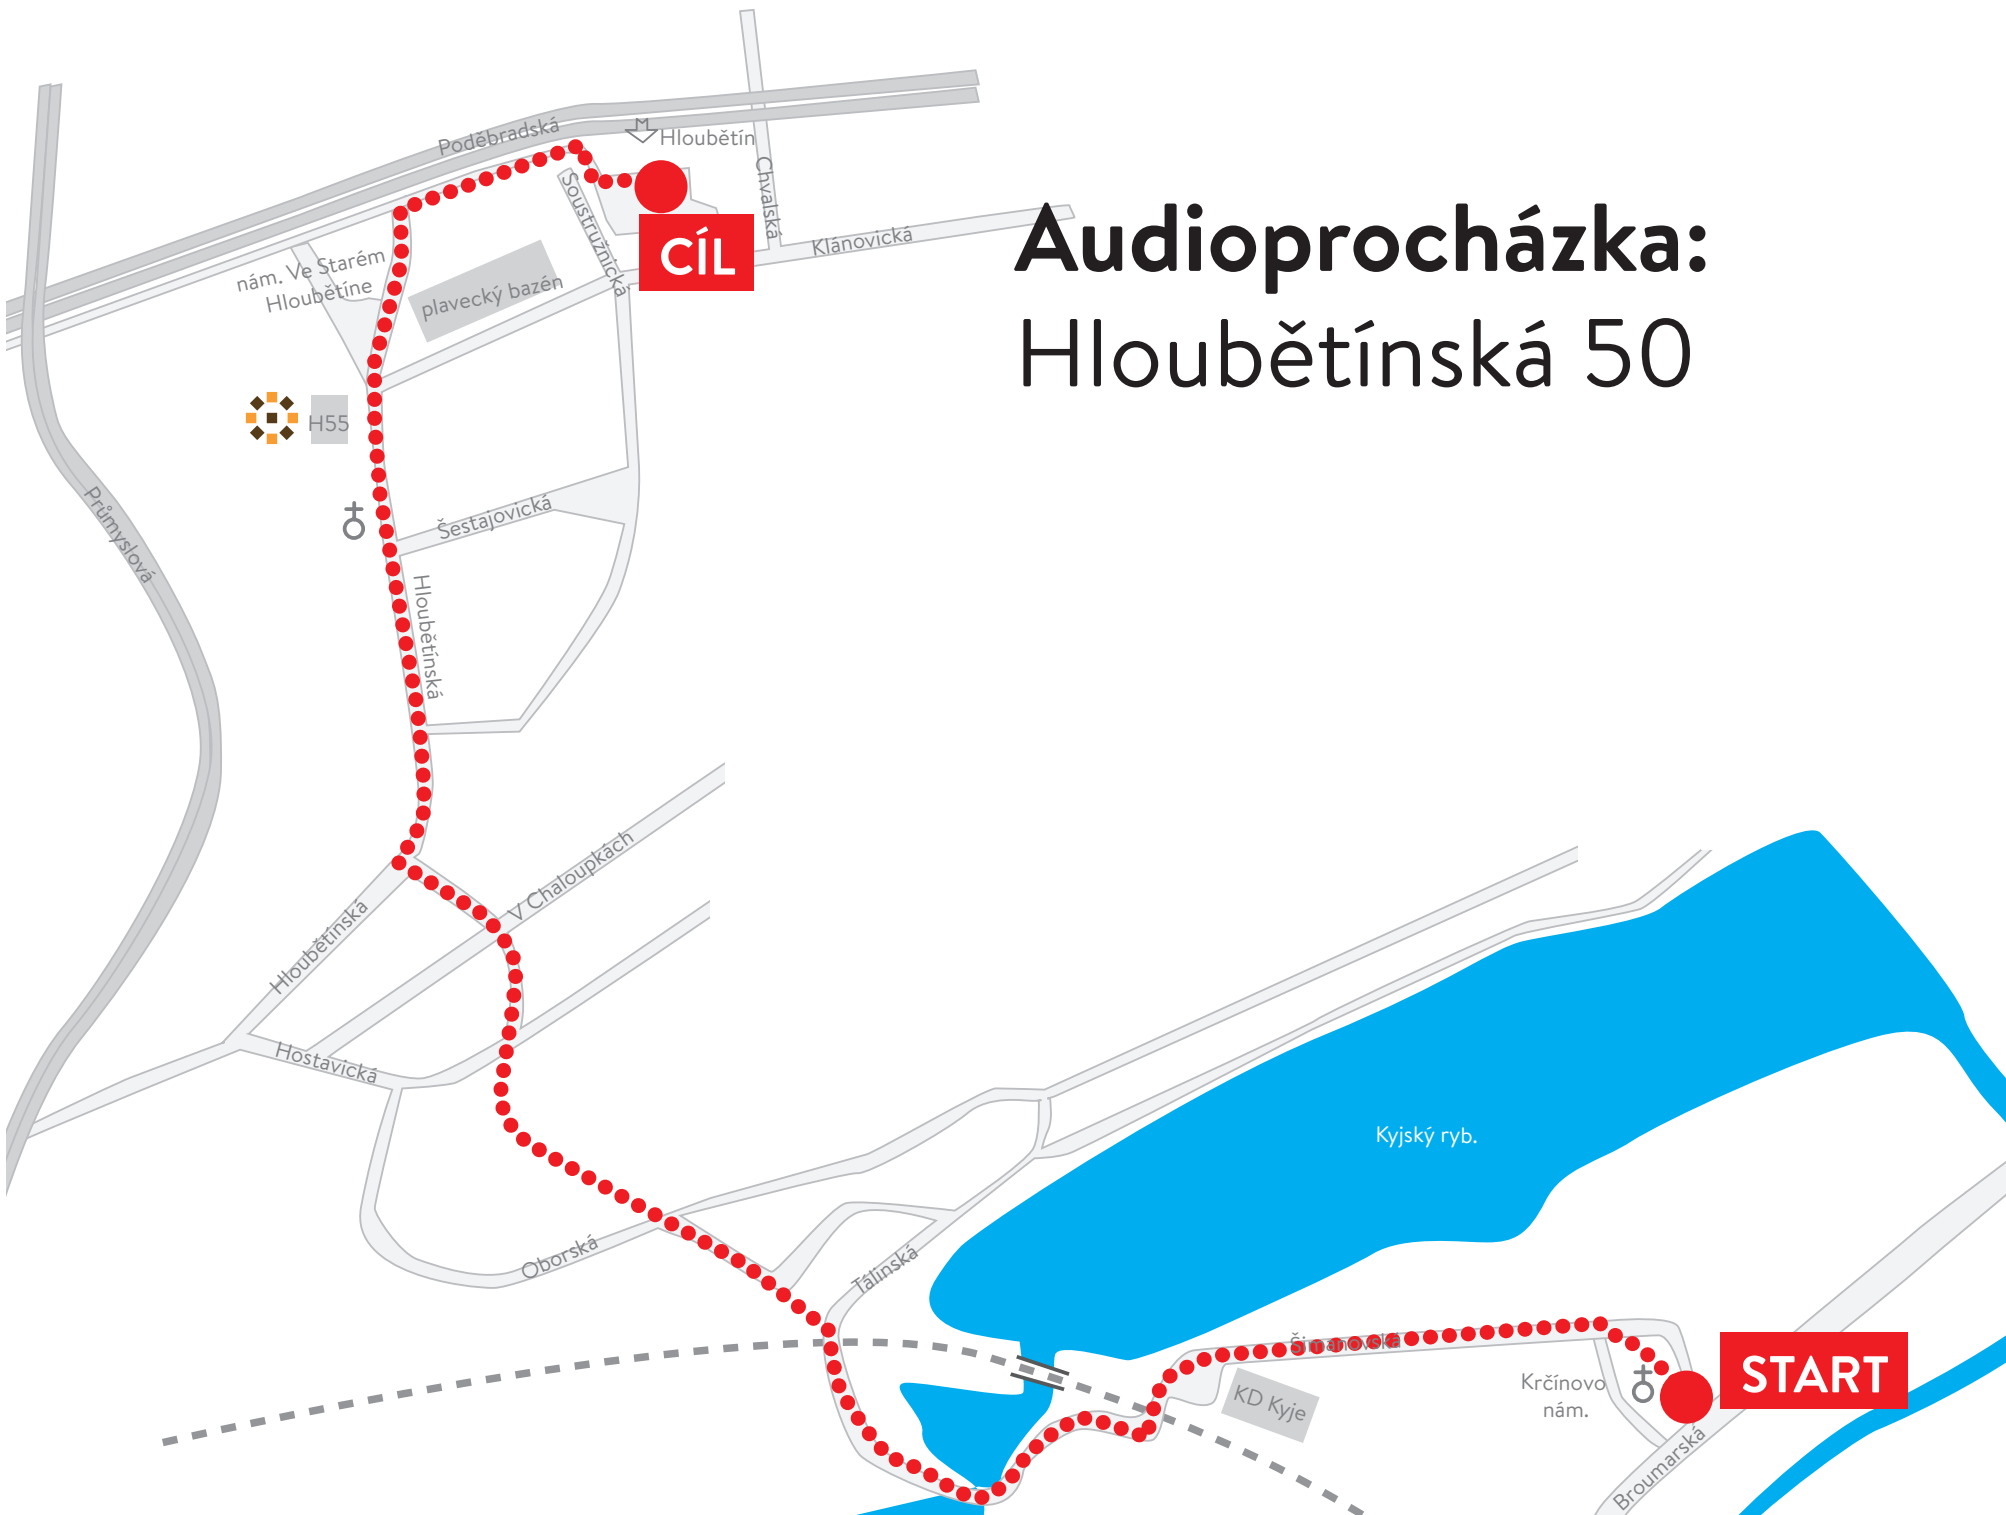 Audioprocházka:
Hloubětínská 50
Poděbradská
Hloubětín
Chvalská
Soustružnická
CÍL
Klánovická
nám. Ve Starém
Hloubětíne
plavecký bazén
H55
Průmyslová
Šestajovická
Hloubětínská
V Chaloupkách
Hloubětínská
Hostavická
Kyjský ryb.
Oborská
Tálinská
Šimanovská
START
Krčínovo
nám.
KD Kyje
Broumarská